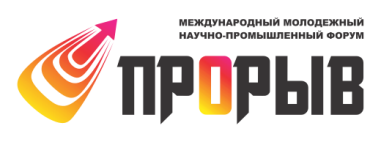 МЕЖДУНАРОДНЫЙ МОЛОДЕЖНЫЙ
НАУЧНО-ПРОМЫШЛЕННЫЙ ФОРУМ
ПРОРЫВ